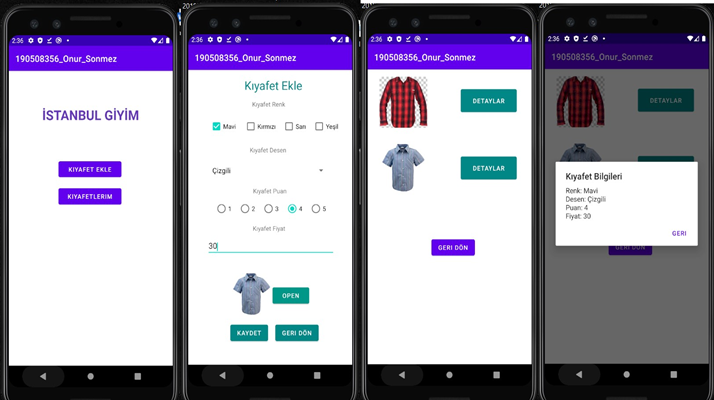 2:36
190508356_Onur_Sonmez
İSTANBUL GİYİM
KIYAFET EKLE
KIYAFETLERIM
2:36
190508356_Onur_Sonmez
Kıyafet Ekle
Kıyafet Renk
Mavi Kırmızı Sarı Yeşil
Kıyafet Desen
Çizgili
Kıyafet Puan
1 2 3 4 5
Kıyafet Fiyat
30
OPEN
KAYDET GERI DÖN
2:36
190508356_Onur_Sonmez
DETAYLAR
DETAYLAR
GERI DÖN
2:36
190508356_Onur_Sonmez
DETAYLAR
Kıyafet Bilgileri
Renk: Mavi
Desen: Çizgili
Puan: 4
Fiyat: 30
GERI